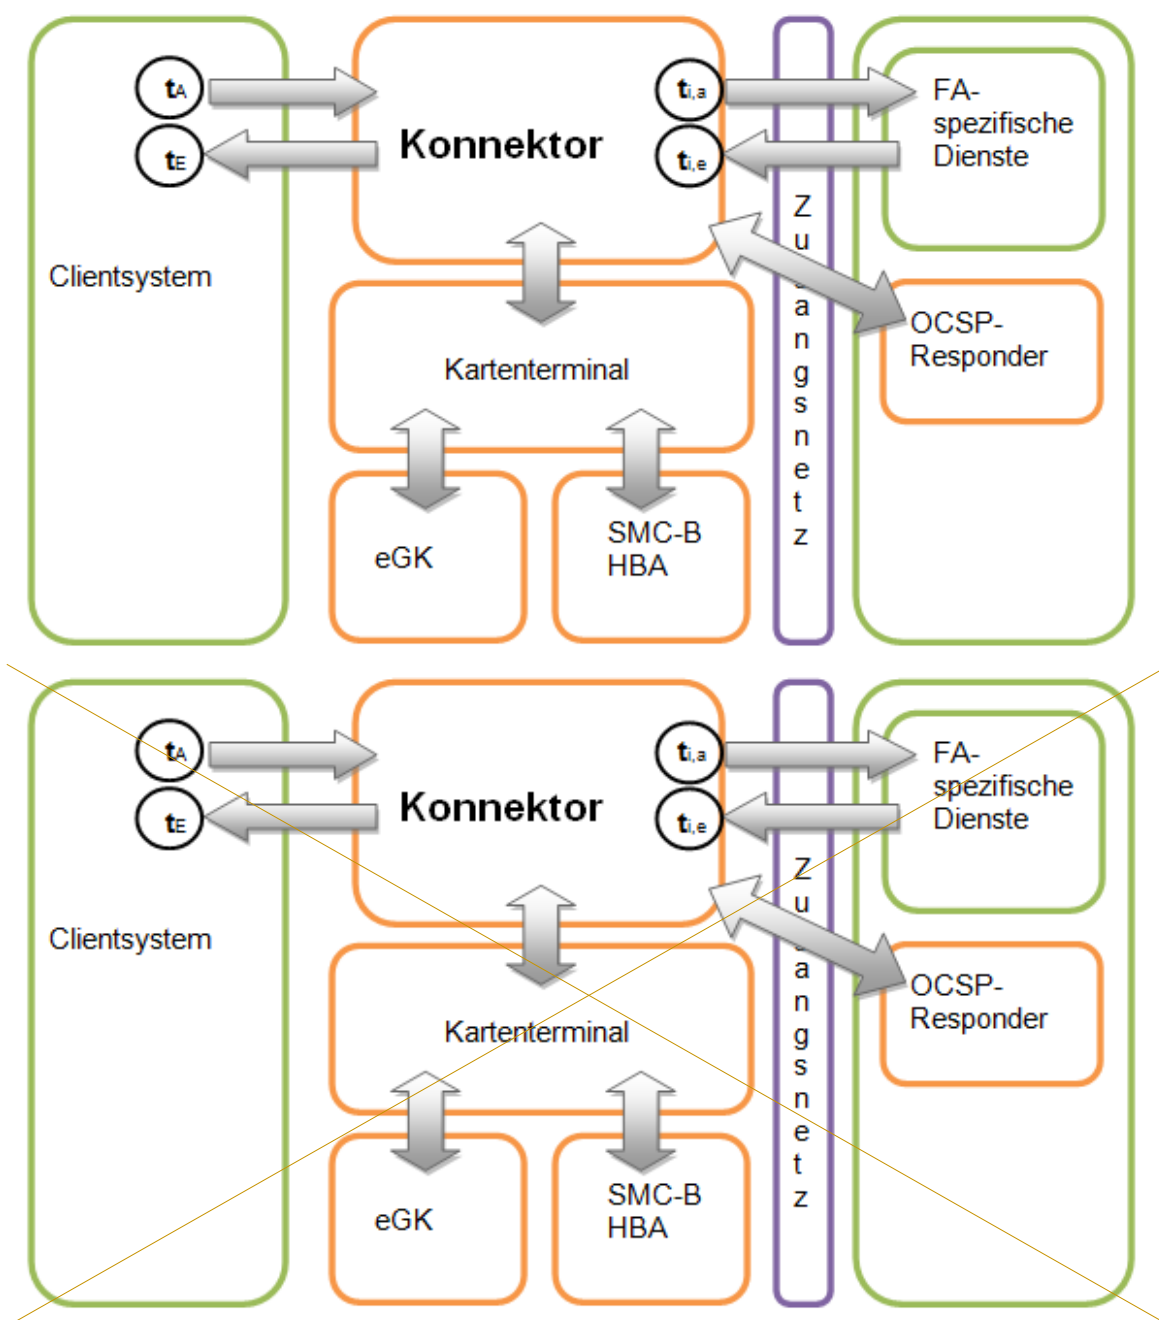 tA
ti,a
FA-
spezifische
Dienste
Konnektor
tE
ti,e
Z
u
g
a
n
g
s
n
e
t
z
Clientsystem
OCSP-
Responder
Kartenterminal
eGK
SMC-B
HBA
tA
ti,a
FA-
spezifische
Dienste
Konnektor
tE
ti,e
Z
u
g
a
n
g
s
n
e
t
z
Clientsystem
OCSP-
Responder
Kartenterminal
eGK
SMC-B
HBA